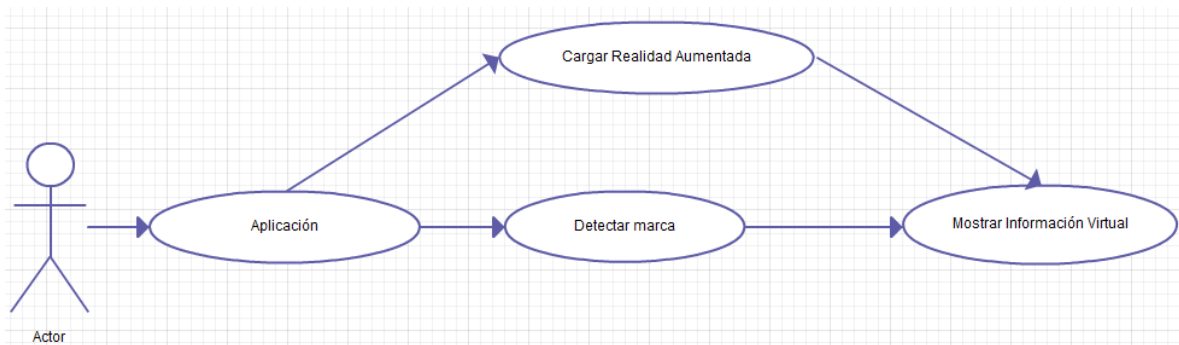 Cargar Realidad Aumentada
Aplicación
Detectar marca
Mostrar Información Virtual
Actor